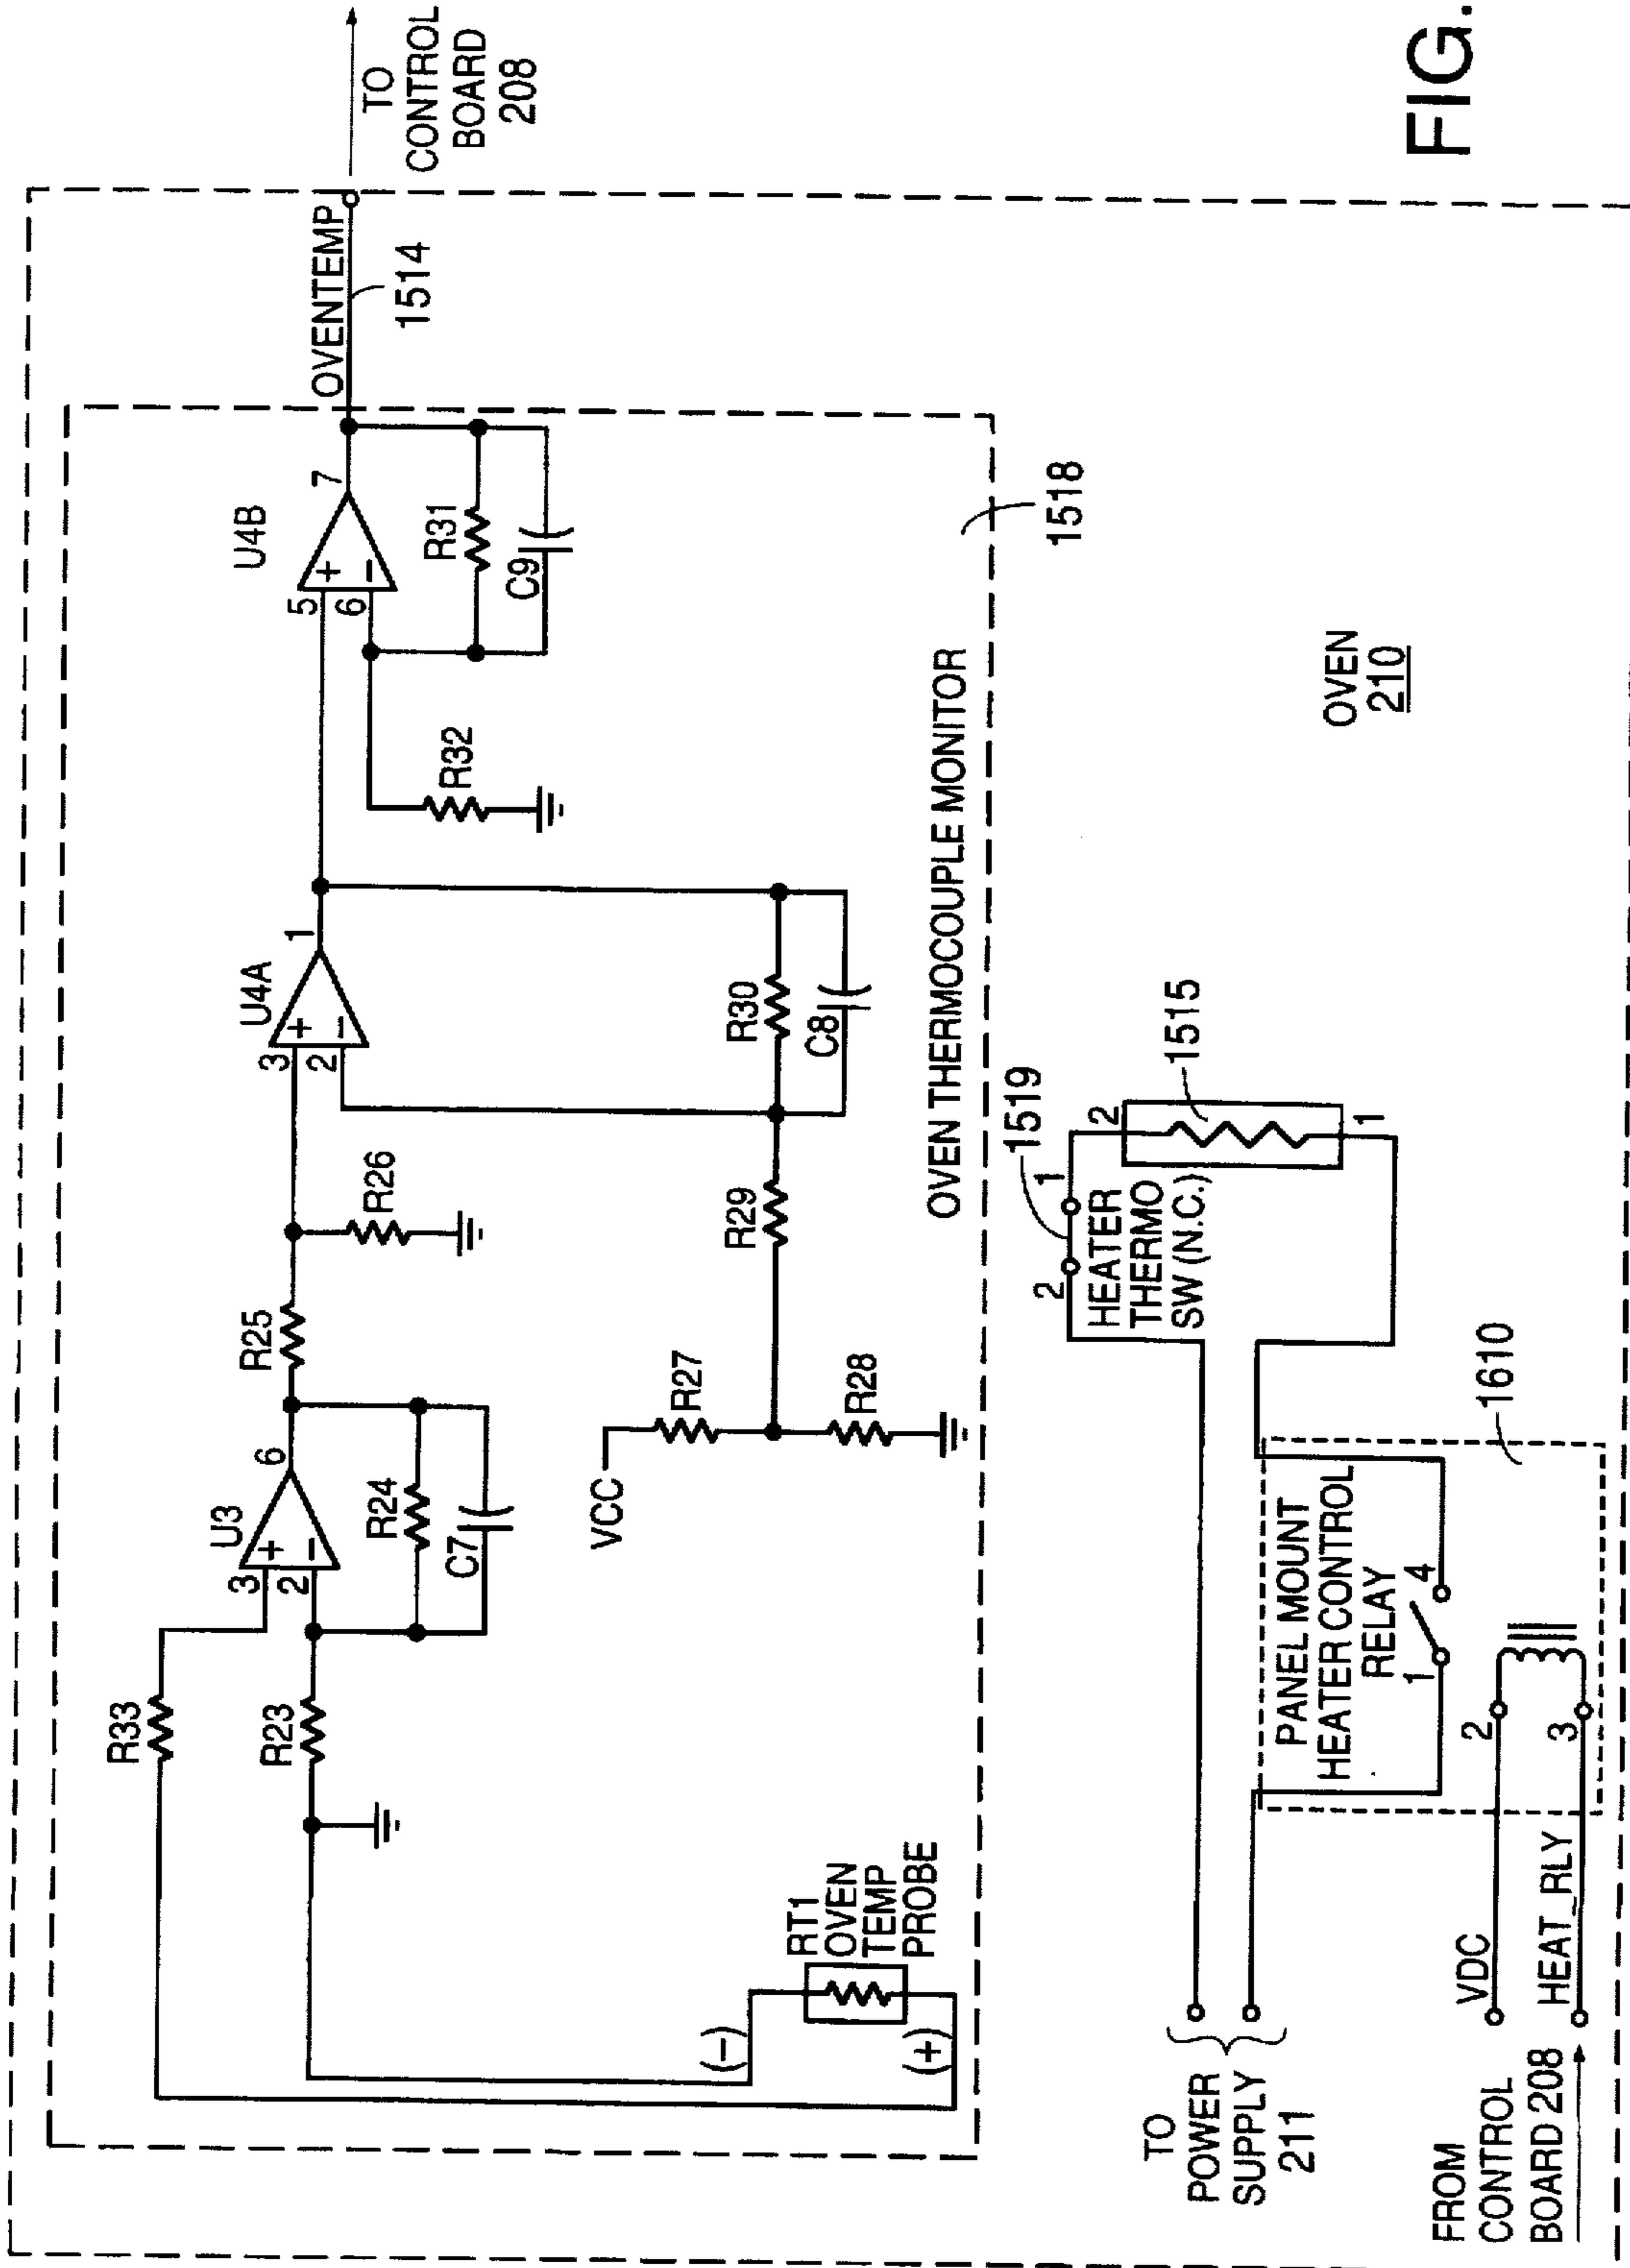 TO
CONTROL
BOARD
208
OVENTEMP
1514
U4B
5
+
6
−
7
R31
C9
R32
U4A
3
+
2
−
1
R30
C8
R25
R26
R29
R27
VCC
R28
U3
3
+
2
−
6
R24
C7
R33
R23
(−)
(+)
RT1
OVEN
TEMP
PROBE
OVEN THERMOCOUPLE MONITOR
1518
1519
2
1
HEATER
THERMO
SW (N.C.)
2
1
1515
TO
POWER
SUPPLY
211
PANEL MOUNT
HEATER CONTROL
RELAY
1
4
2
3
1610
VDC
HEAT_RLY
FROM
CONTROL
BOARD 208
OVEN
210
FIG.